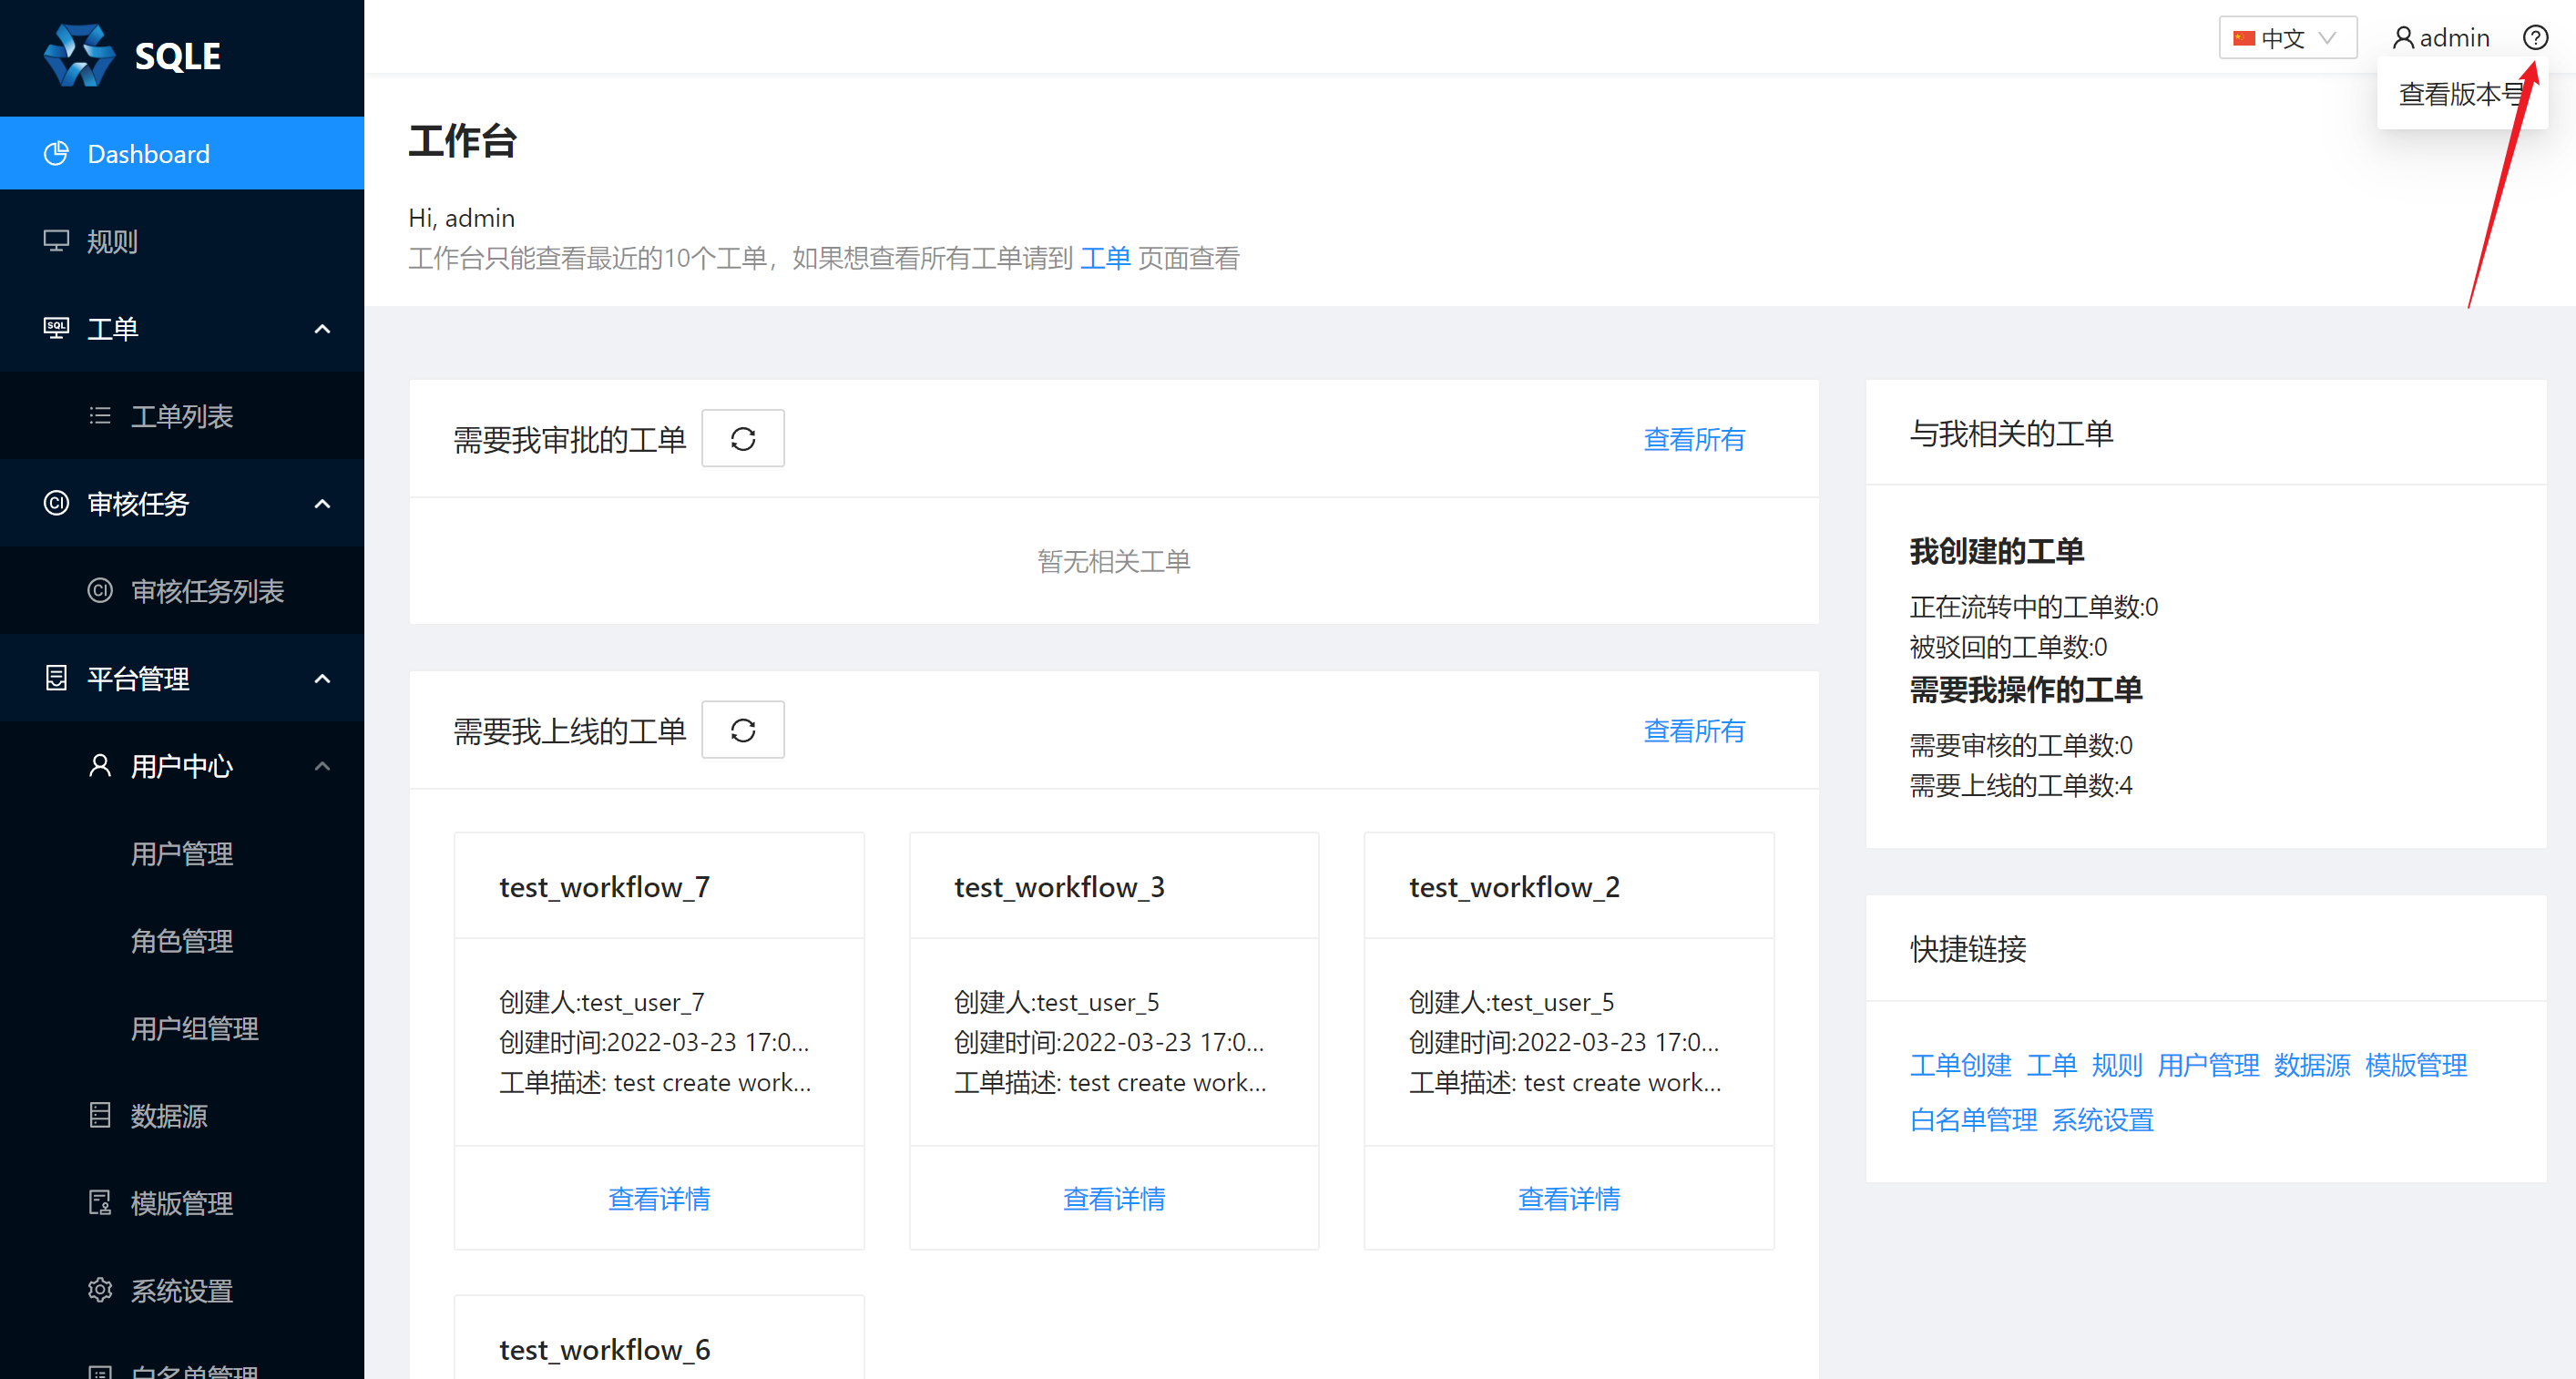 SQLE
Dashboard
规则
工单
工单列表
审核任务
审核任务列表
平台管理
用户中心
用户管理
角色管理
用户组管理
数据源
模版管理
系统设置
白名单管理
中文
admin
查看版本号
工作台
Hi, admin
工作台只能查看最近的10个工单，如果想查看所有工单请到 工单 页面查看
需要我审批的工单
查看所有
暂无相关工单
需要我上线的工单
查看所有
test_workflow_7
创建人:test_user_7
创建时间:2022-03-23 17:0...
工单描述: test create work...
查看详情
test_workflow_3
创建人:test_user_5
创建时间:2022-03-23 17:0...
工单描述: test create work...
查看详情
test_workflow_2
创建人:test_user_5
创建时间:2022-03-23 17:0...
工单描述: test create work...
查看详情
test_workflow_6
与我相关的工单
我创建的工单
正在流转中的工单数:0
被驳回的工单数:0
需要我操作的工单
需要审核的工单数:0
需要上线的工单数:4
快捷链接
工单创建 工单 规则 用户管理 数据源 模版管理
白名单管理 系统设置